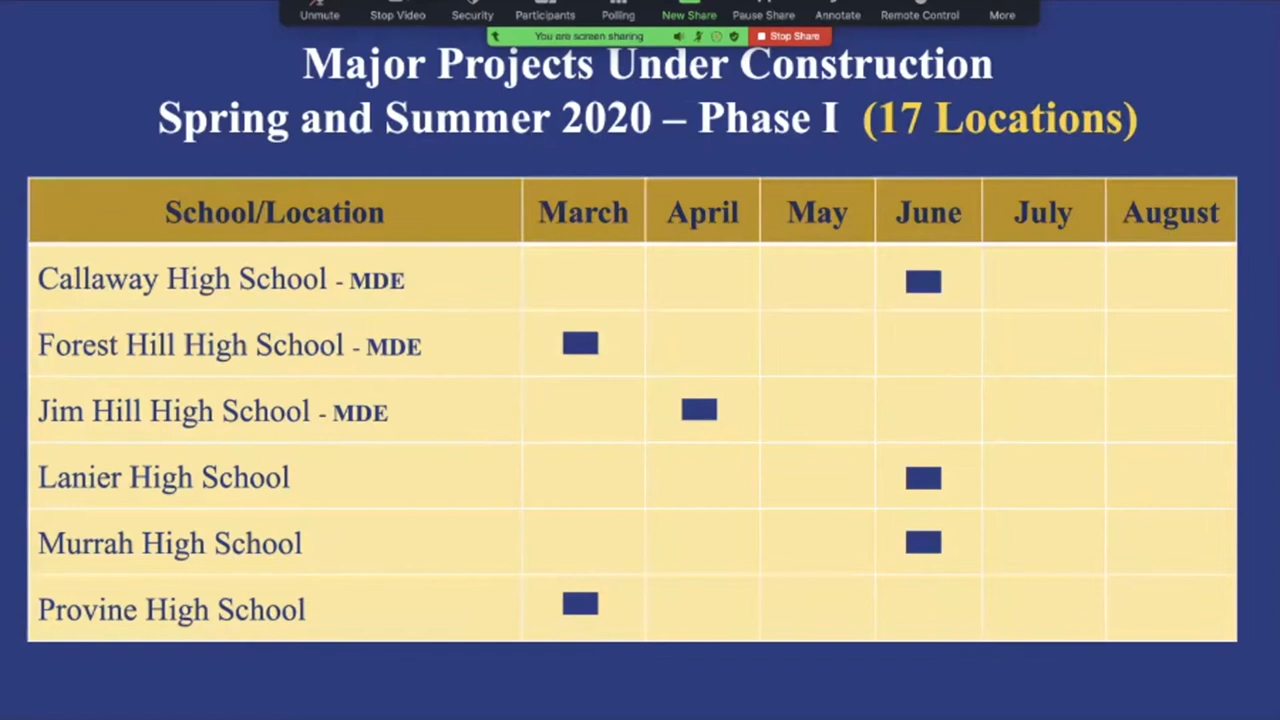 Unmute Stop Video Security Participants Polling New Share Pause Share Annotate Remote Control More
You are screen sharing Stop Share
Major Projects Under Construction
Spring and Summer 2020 – Phase I (17 Locations)
School/Location March April May June July August
Callaway High School - MDE
Forest Hill High School - MDE
Jim Hill High School - MDE
Lanier High School
Murrah High School
Provine High School